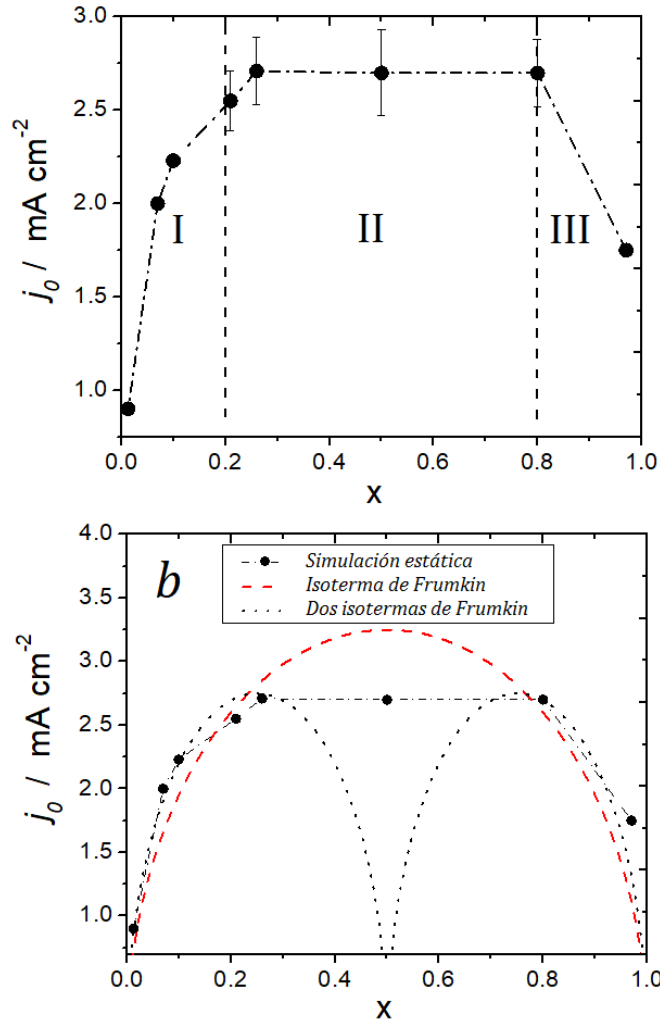 3.0
2.5
2.0
1.5
1.0
j0 / mA cm-2
I
II
III
0.0 0.2 0.4 0.6 0.8 1.0
x
4.0
3.5
3.0
2.5
2.0
1.5
1.0
j0 / mA cm-2
b
Simulación estática
Isoterma de Frumkin
Dos isotermas de Frumkin
0.0 0.2 0.4 0.6 0.8 1.0
x